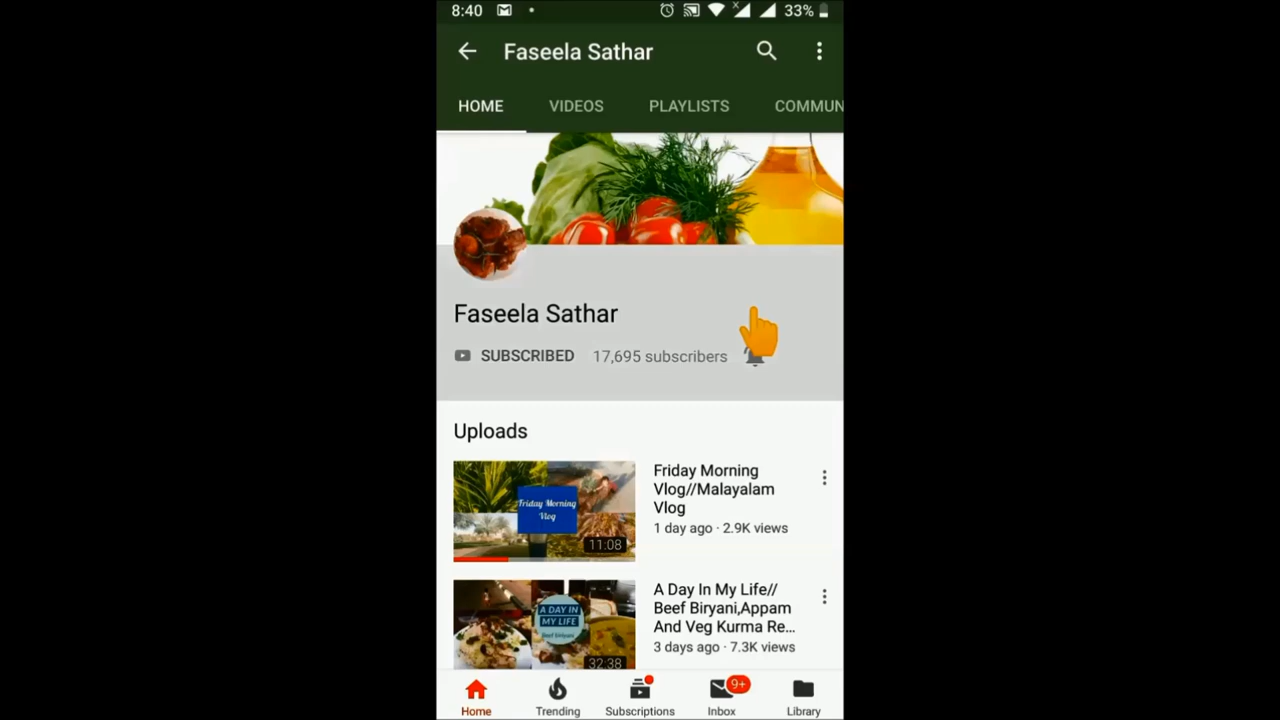 8:40
33%
Faseela Sathar
HOME VIDEOS PLAYLISTS COMMUN
Faseela Sathar
SUBSCRIBED 17,695 subscribers
Uploads
Friday Morning
Vlog
11:08
Friday Morning
Vlog//Malayalam
Vlog
1 day ago · 2.9K views
A DAY IN
MY LIFE
Beef Biriyani
32:38
A Day In My Life//
Beef Biryani,Appam
And Veg Kurma Re...
3 days ago · 7.3K views
9+
Home Trending Subscriptions Inbox Library